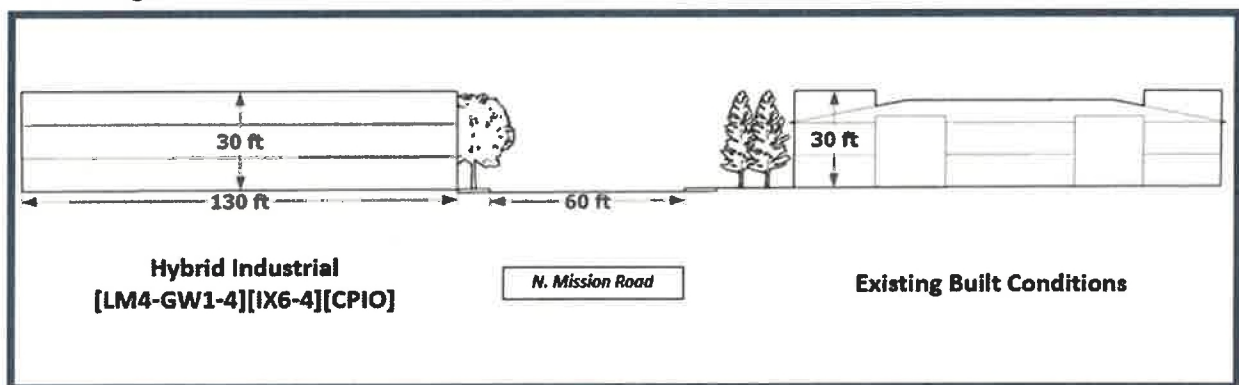 30 ft
30 ft
130 ft
60 ft
Hybrid Industrial
[LM4-GW1-4][IX6-4][CPIO]
N. Mission Road
Existing Built Conditions